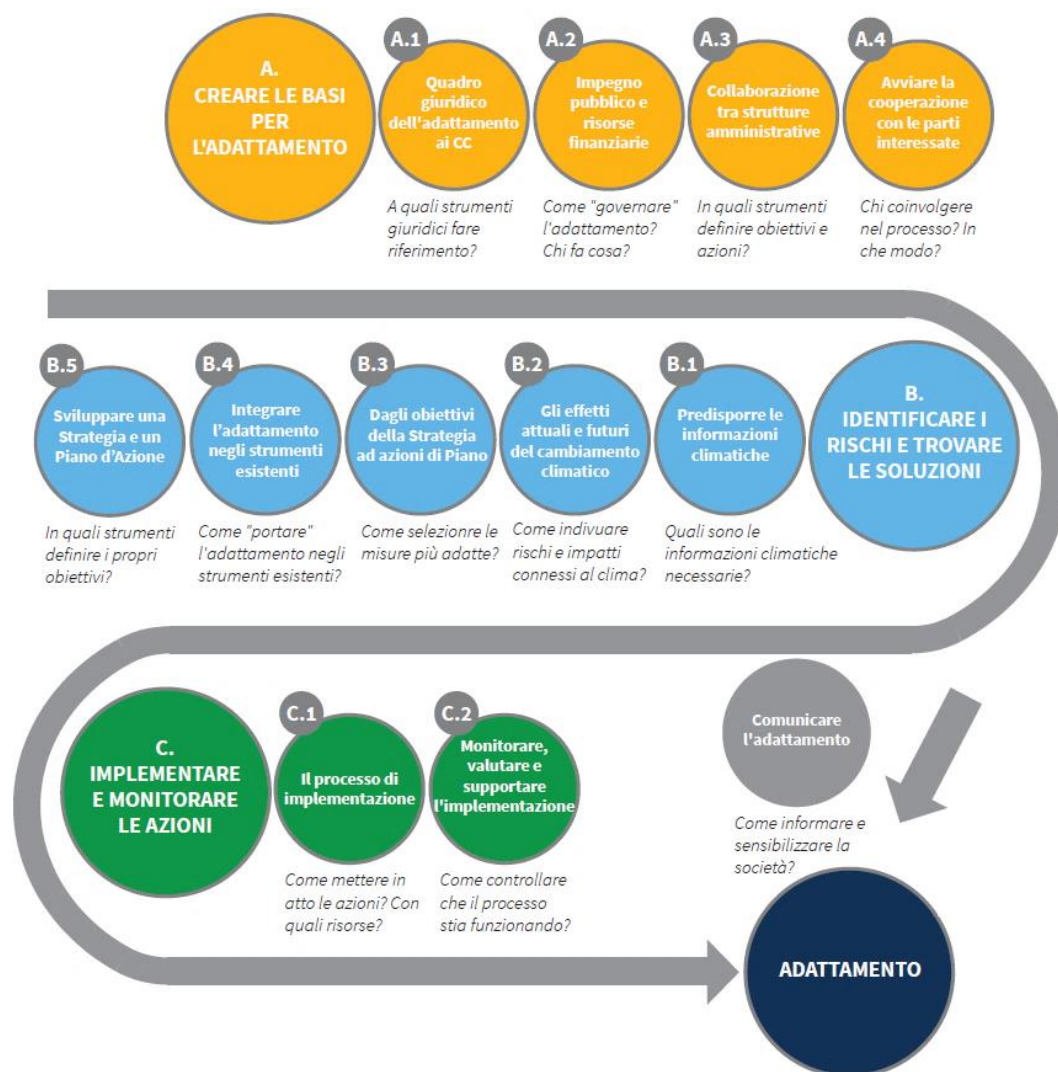 A.
CREARE LE BASI
PER
L'ADATTAMENTO
A.1
Quadro
giuridico
dell'adattamento
ai CC
A quali strumenti
giuridici fare
riferimento?
A.2
Impegno
pubblico e
risorse
finanziarie
Come "governare"
l'adattamento?
Chi fa cosa?
A.3
Collaborazione
tra strutture
amministrative
In quali strumenti
definire obiettivi e
azioni?
A.4
Avviare la
cooperazione
con le parti
interessate
Chi coinvolgere
nel processo? In
che modo?
B.
IDENTIFICARE I
RISCHI E TROVARE
LE SOLUZIONI
B.1
Predisporre le
informazioni
climatiche
Quali sono le
informazioni climatiche
necessarie?
B.2
Gli effetti
attuali e futuri
del cambiamento
climatico
Come indivuare
rischi e impatti
connessi al clima?
B.3
Dagli obiettivi
della Strategia
ad azioni di Piano
Come selezionre le
misure più adatte?
B.4
Integrare
l’adattamento
negli strumenti
esistenti
Come "portare"
l'adattamento negli
strumenti esistenti?
B.5
Sviluppare una
Strategia e un
Piano d’Azione
In quali strumenti
definire i propri
obiettivi?
C.
IMPLEMENTARE
E MONITORARE
LE AZIONI
C.1
Il processo di
implementazione
Come mettere in
atto le azioni? Con
quali risorse?
C.2
Monitorare,
valutare e
supportare
l'implementazione
Come controllare
che il processo
stia funzionando?
Comunicare
l'adattamento
Come informare e
sensibilizzare la
società?
ADATTAMENTO